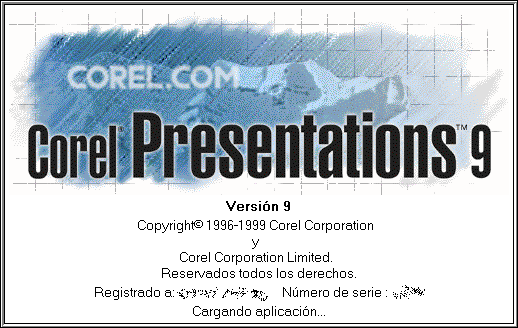 COREL.COM
Corel® Presentations™ 9
Versión 9
Copyright© 1996-1999 Corel Corporation
y
Corel Corporation Limited.
Reservados todos los derechos.
Registrado a: Número de serie :
Cargando aplicación...